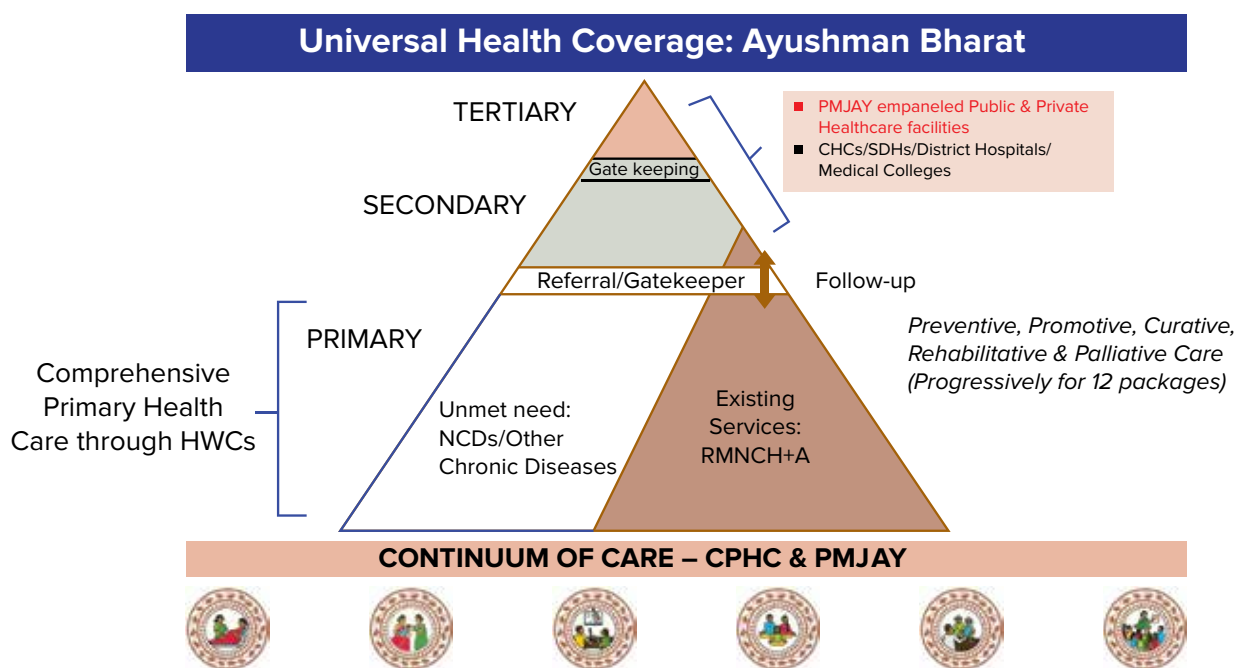 Universal Health Coverage: Ayushman Bharat
TERTIARY
PMJAY empaneled Public & Private
Healthcare facilities
CHCs/SDHs/District Hospitals/
Medical Colleges
Gate keeping
SECONDARY
Referral/Gatekeeper
Follow-up
PRIMARY
Preventive, Promotive, Curative,
Rehabilitative & Palliative Care
(Progressively for 12 packages)
Comprehensive
Primary Health
Care through HWCs
Unmet need:
NCDs/Other
Chronic Diseases
Existing
Services:
RMNCH+A
CONTINUUM OF CARE – CPHC & PMJAY